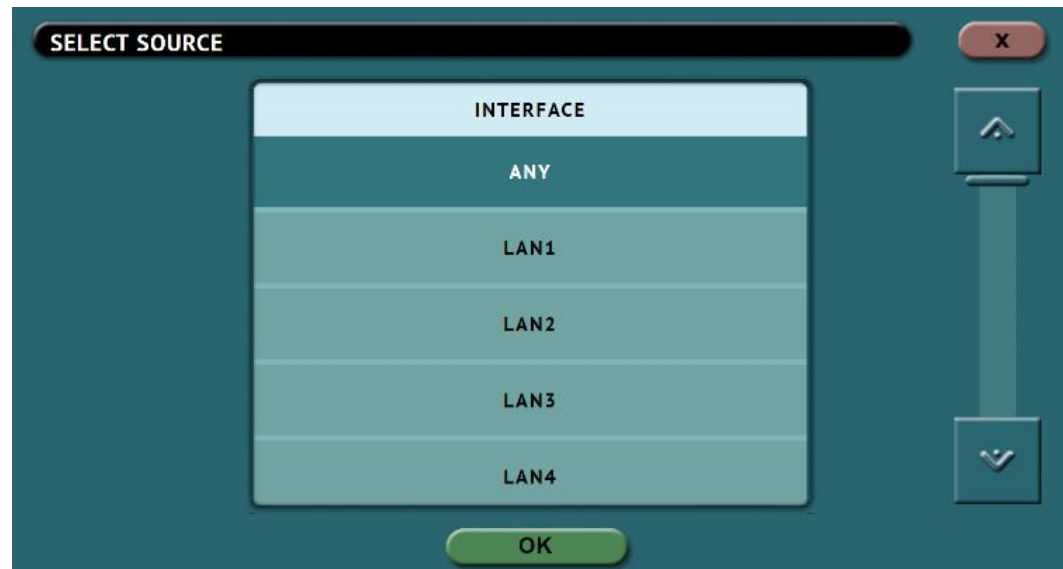 SELECT SOURCE
X
INTERFACE
ANY
LAN1
LAN2
LAN3
LAN4
OK